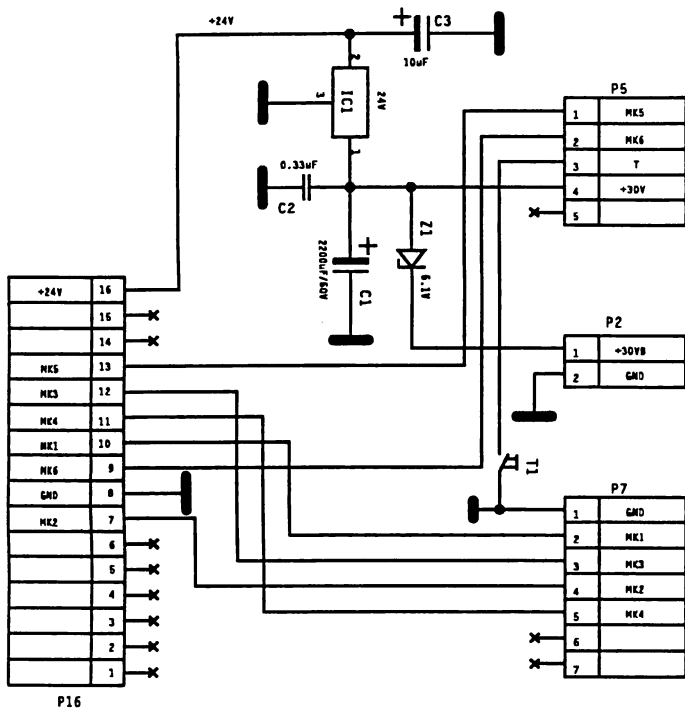 +24V
+
C3
10uF
2
3
IC1
24V
1
0.33uF
C2
2200uF/60V
+
C1
Z1
6.1V
P5
1 MK5
2 MK6
3 T
4 +30V
5
P2
1 +30VB
2 GND
T1
P7
1 GND
2 MK1
3 MK3
4 MK2
5 MK4
6
7
+24V 16
15
14
MK5 13
MK3 12
MK4 11
MK1 10
MK6 9
GND 8
MK2 7
6
5
4
3
2
1
P16